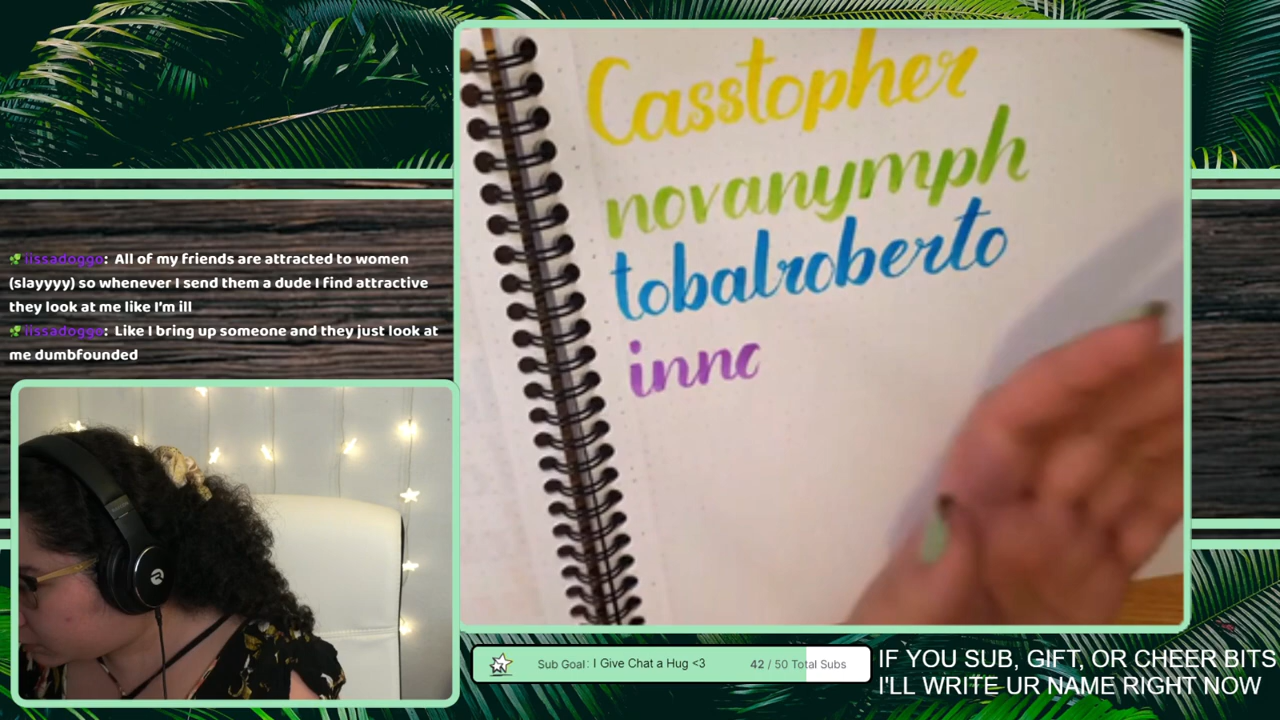 Casstopher
novanymph
tobalroberto
innc
iissadoggo: All of my friends are attracted to women
(slayyyy) so whenever I send them a dude I find attractive
they look at me like I'm ill
iissadoggo: Like I bring up someone and they just look at
me dumbfounded
Sub Goal: I Give Chat a Hug <3 42 / 50 Total Subs
IF YOU SUB, GIFT, OR CHEER BITS
I'LL WRITE UR NAME RIGHT NOW